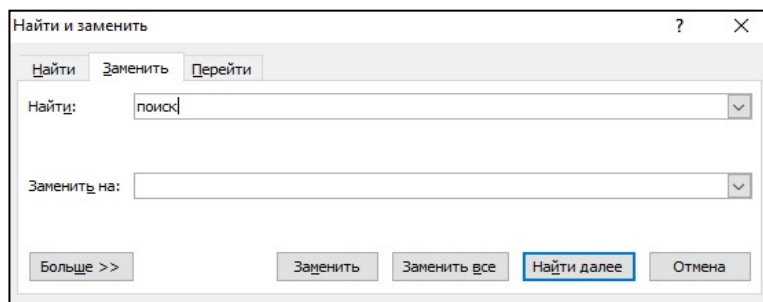 Найти и заменить ?
Найти Заменить Перейти
Найти: поиск
Заменить на:
Больше >> Заменить Заменить все Найти далее Отмена